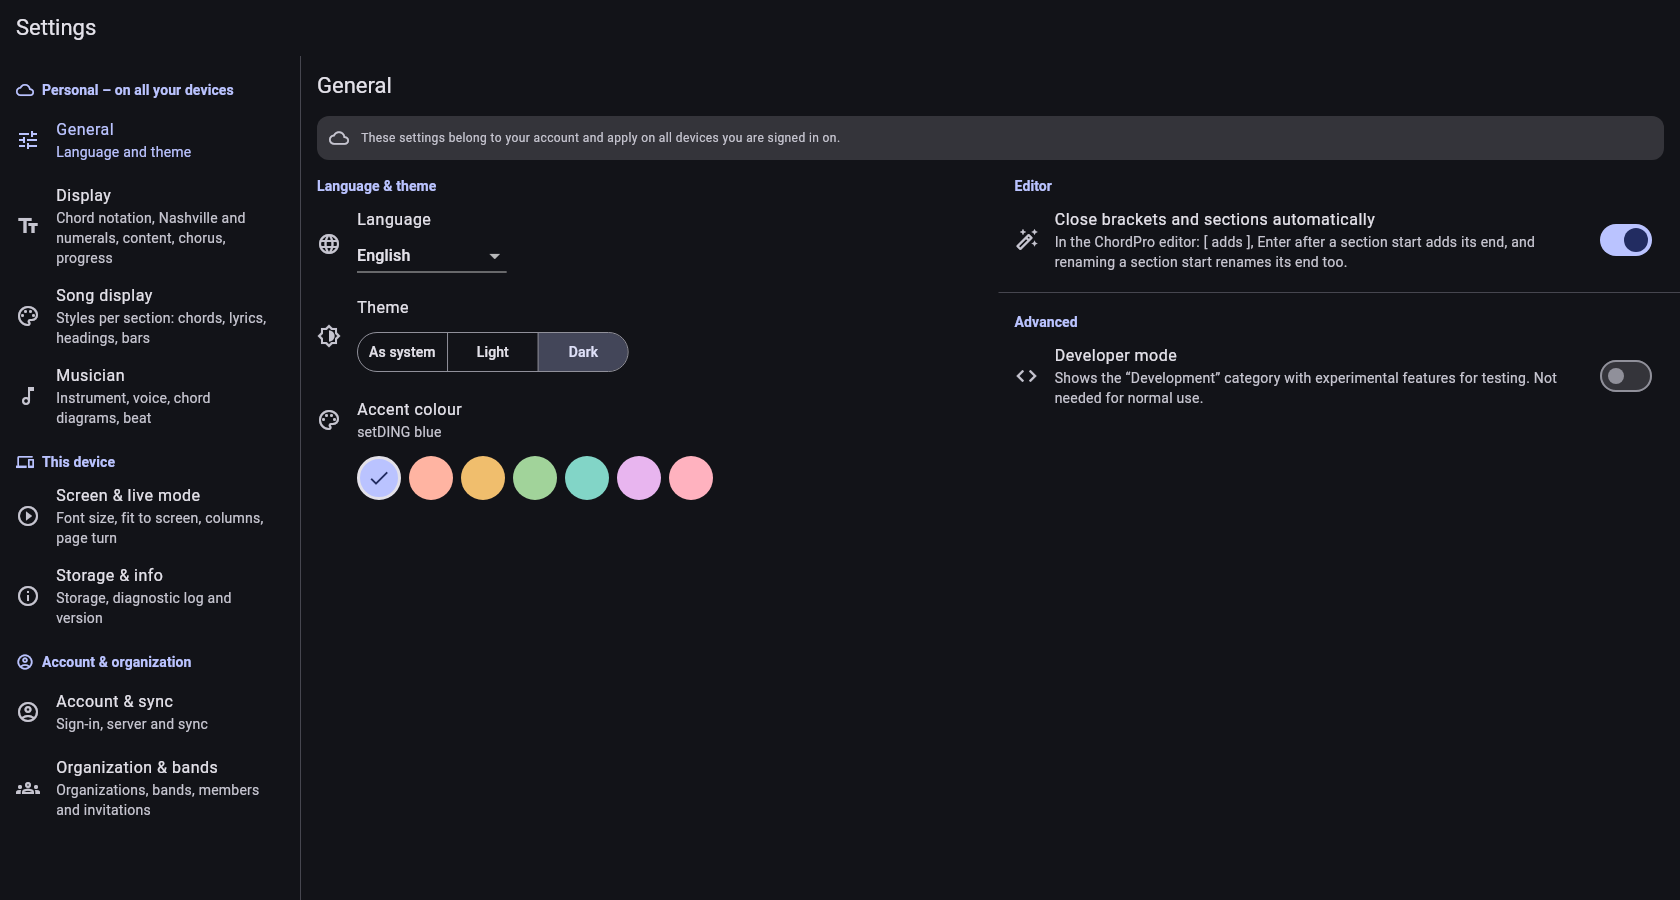 Settings
Personal – on all your devices
General
Language and theme
Display
Chord notation, Nashville and
numerals, content, chorus,
progress
Song display
Styles per section: chords, lyrics,
headings, bars
Musician
Instrument, voice, chord
diagrams, beat
This device
Screen & live mode
Font size, fit to screen, columns,
page turn
Storage & info
Storage, diagnostic log and
version
Account & organization
Account & sync
Sign-in, server and sync
Organization & bands
Organizations, bands, members
and invitations
General
These settings belong to your account and apply on all devices you are signed in on.
Language & theme
Language
English
Theme
As system
Light
Dark
Accent colour
setDING blue
Editor
Close brackets and sections automatically
In the ChordPro editor: [ adds ], Enter after a section start adds its end, and
renaming a section start renames its end too.
Advanced
Developer mode
Shows the “Development” category with experimental features for testing. Not
needed for normal use.